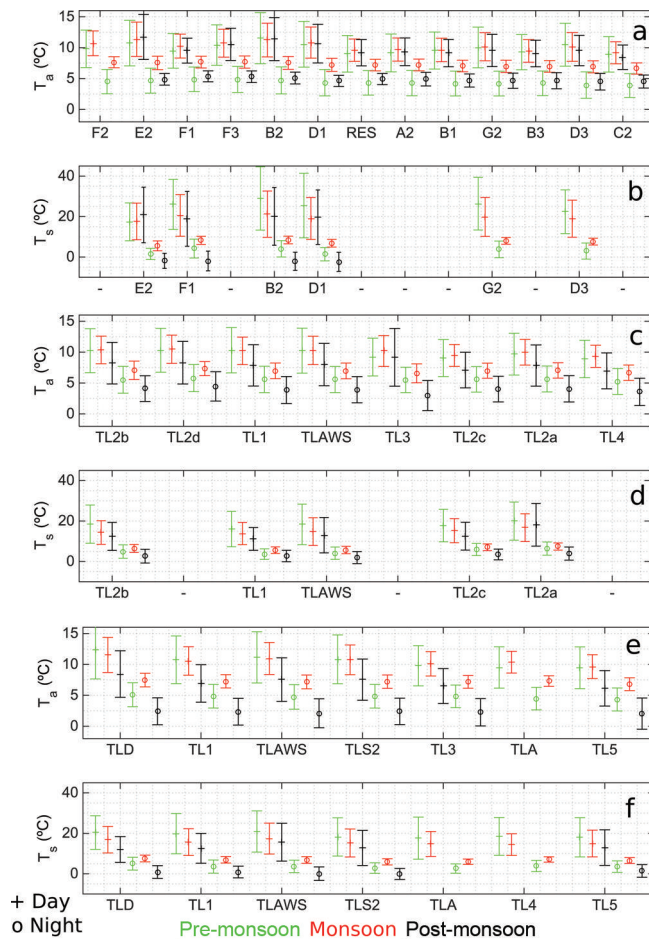 a
15
10
5
0
Ta (ºC)
F2 E2 F1 F3 B2 D1 RES A2 B1 G2 B3 D3 C2
b
40
20
0
Ts (ºC)
- E2 F1 - B2 D1 - - - G2 - D3 -
c
15
10
5
0
Ta (ºC)
TL2b TL2d TL1 TLAWS TL3 TL2c TL2a TL4
d
40
20
0
Ts (ºC)
TL2b - TL1 TLAWS - TL2c TL2a -
e
15
10
5
0
Ta (ºC)
TLD TL1 TLAWS TLS2 TL3 TLA TL5
f
40
20
0
Ts (ºC)
TLD TL1 TLAWS TLS2 TLA TL4 TL5
+ Day
o Night
Pre-monsoon Monsoon Post-monsoon